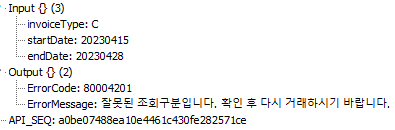 Input {} (3)
invoiceType: C
startDate: 20230415
endDate: 20230428
Output {} (2)
ErrorCode: 80004201
ErrorMessage: 잘못된 조회구분입니다. 확인 후 다시 거래하시기 바랍니다.
API_SEQ: a0be07488ea10e4461c430fe282571ce